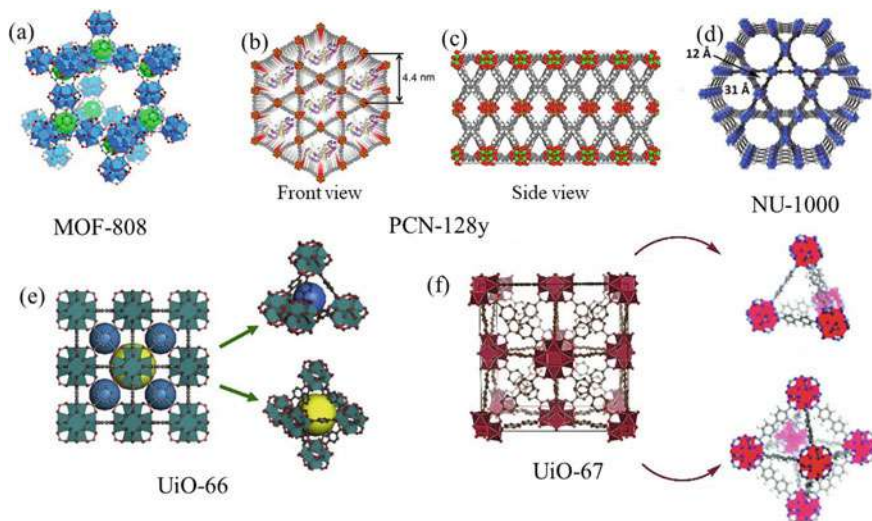 (a)
(b)
(c)
(d)
12 Å
31 Å
4.4 nm
Front view
Side view
MOF-808
PCN-128y
NU-1000
(e)
(f)
UiO-66
UiO-67